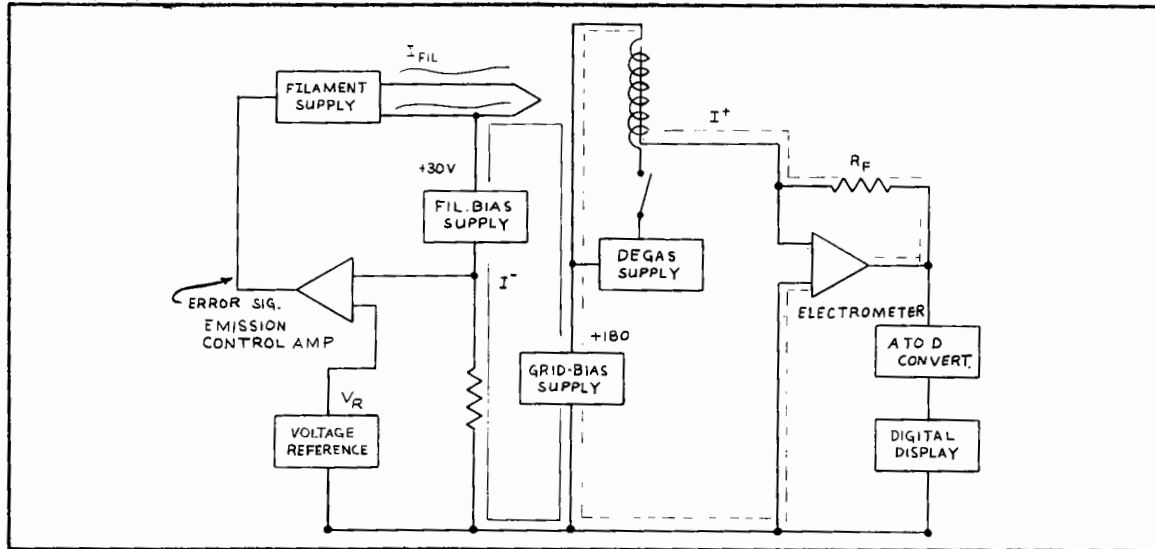 I FIL
FILAMENT
SUPPLY
I+
RF
+30V
FIL. BIAS
SUPPLY
DEGAS
SUPPLY
I-
ERROR SIG.
EMISSION
CONTROL AMP
ELECTROMETER
+180
GRID-BIAS
SUPPLY
A TO D
CONVERT.
VR
VOLTAGE
REFERENCE
DIGITAL
DISPLAY